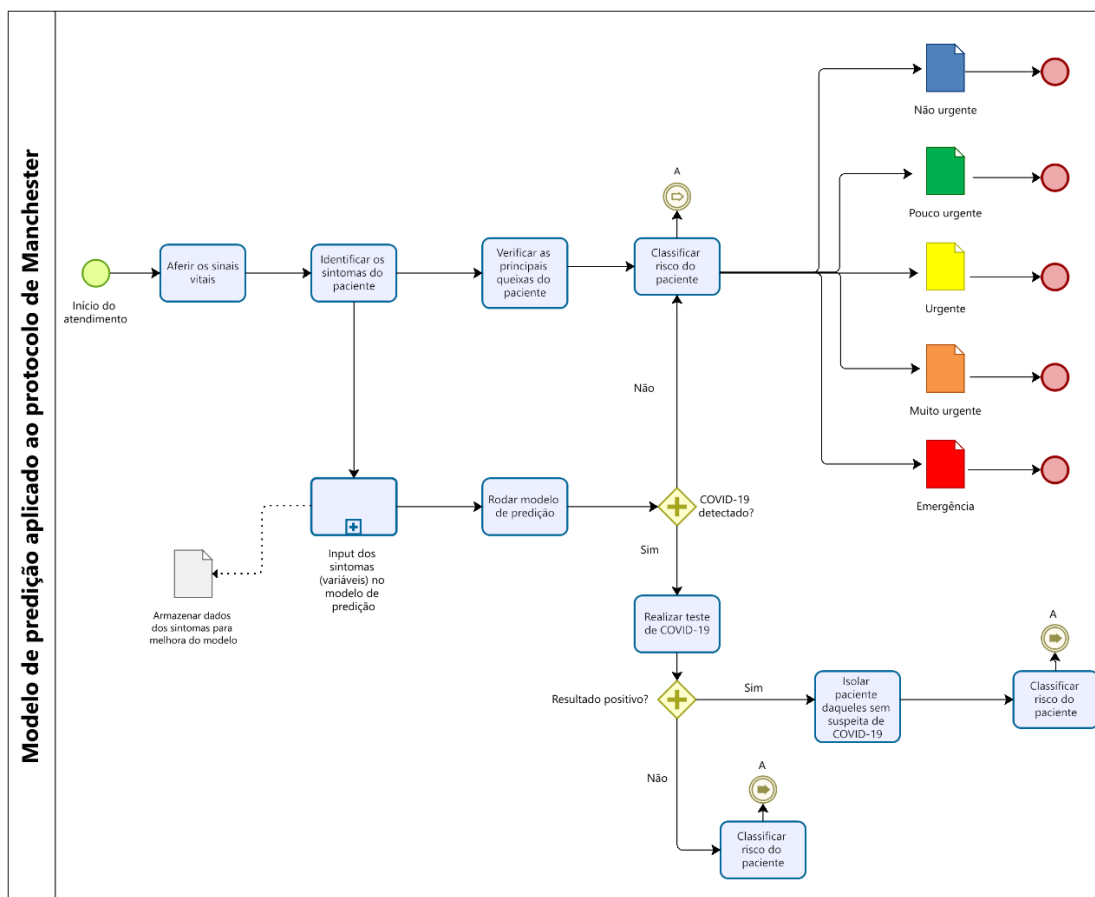 Modelo de predição aplicado ao protocolo de Manchester
Início do
atendimento
Aferir os sinais
vitais
Identificar os
sintomas do
paciente
Verificar as
principais
queixas do
paciente
A
Classificar
risco do
paciente
Não urgente
Pouco urgente
Urgente
Muito urgente
Emergência
Não
Input dos
sintomas
(variáveis) no
modelo de
predição
Armazenar dados
dos sintomas para
melhora do modelo
Rodar modelo
de predição
COVID-19
detectado?
Sim
Realizar teste
de COVID-19
Resultado positivo?
Sim
Isolar
paciente
daqueles sem
suspeita de
COVID-19
A
Classificar
risco do
paciente
Não
A
Classificar
risco do
paciente